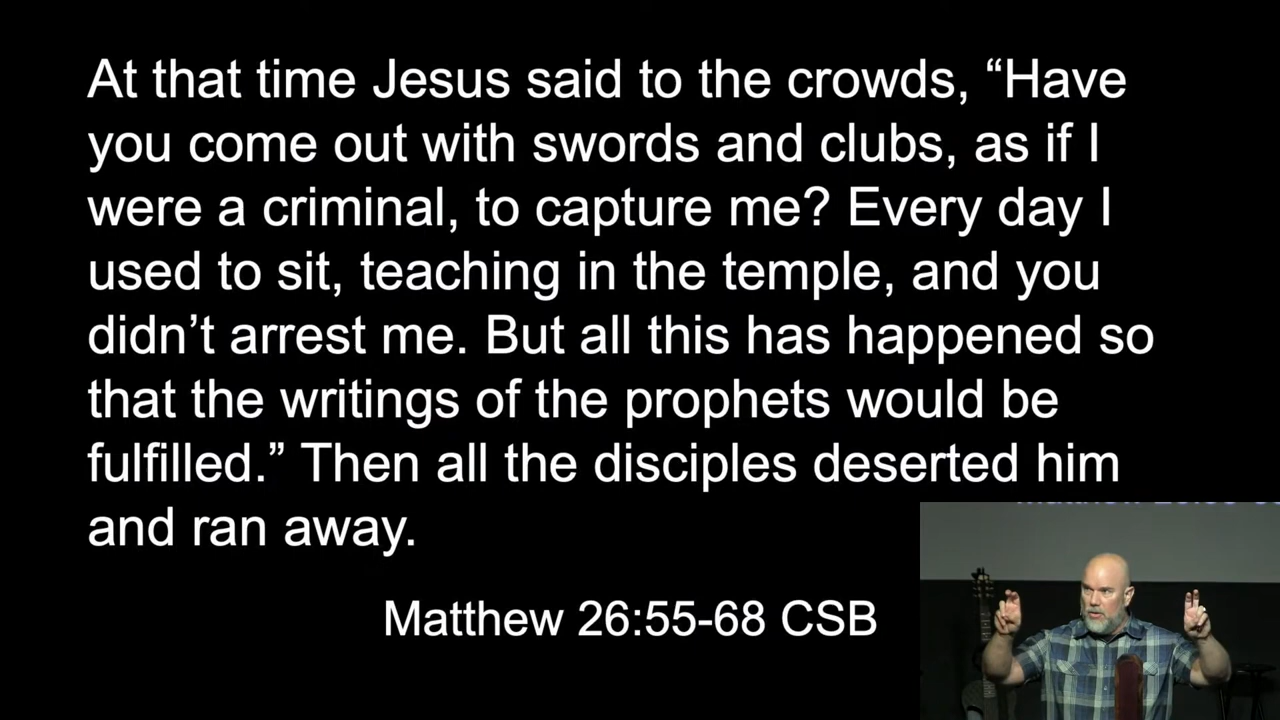 At that time Jesus said to the crowds, “Have
you come out with swords and clubs, as if I
were a criminal, to capture me? Every day I
used to sit, teaching in the temple, and you
didn’t arrest me. But all this has happened so
that the writings of the prophets would be
fulfilled.” Then all the disciples deserted him
and ran away.
Matthew 26:55-68 CSB